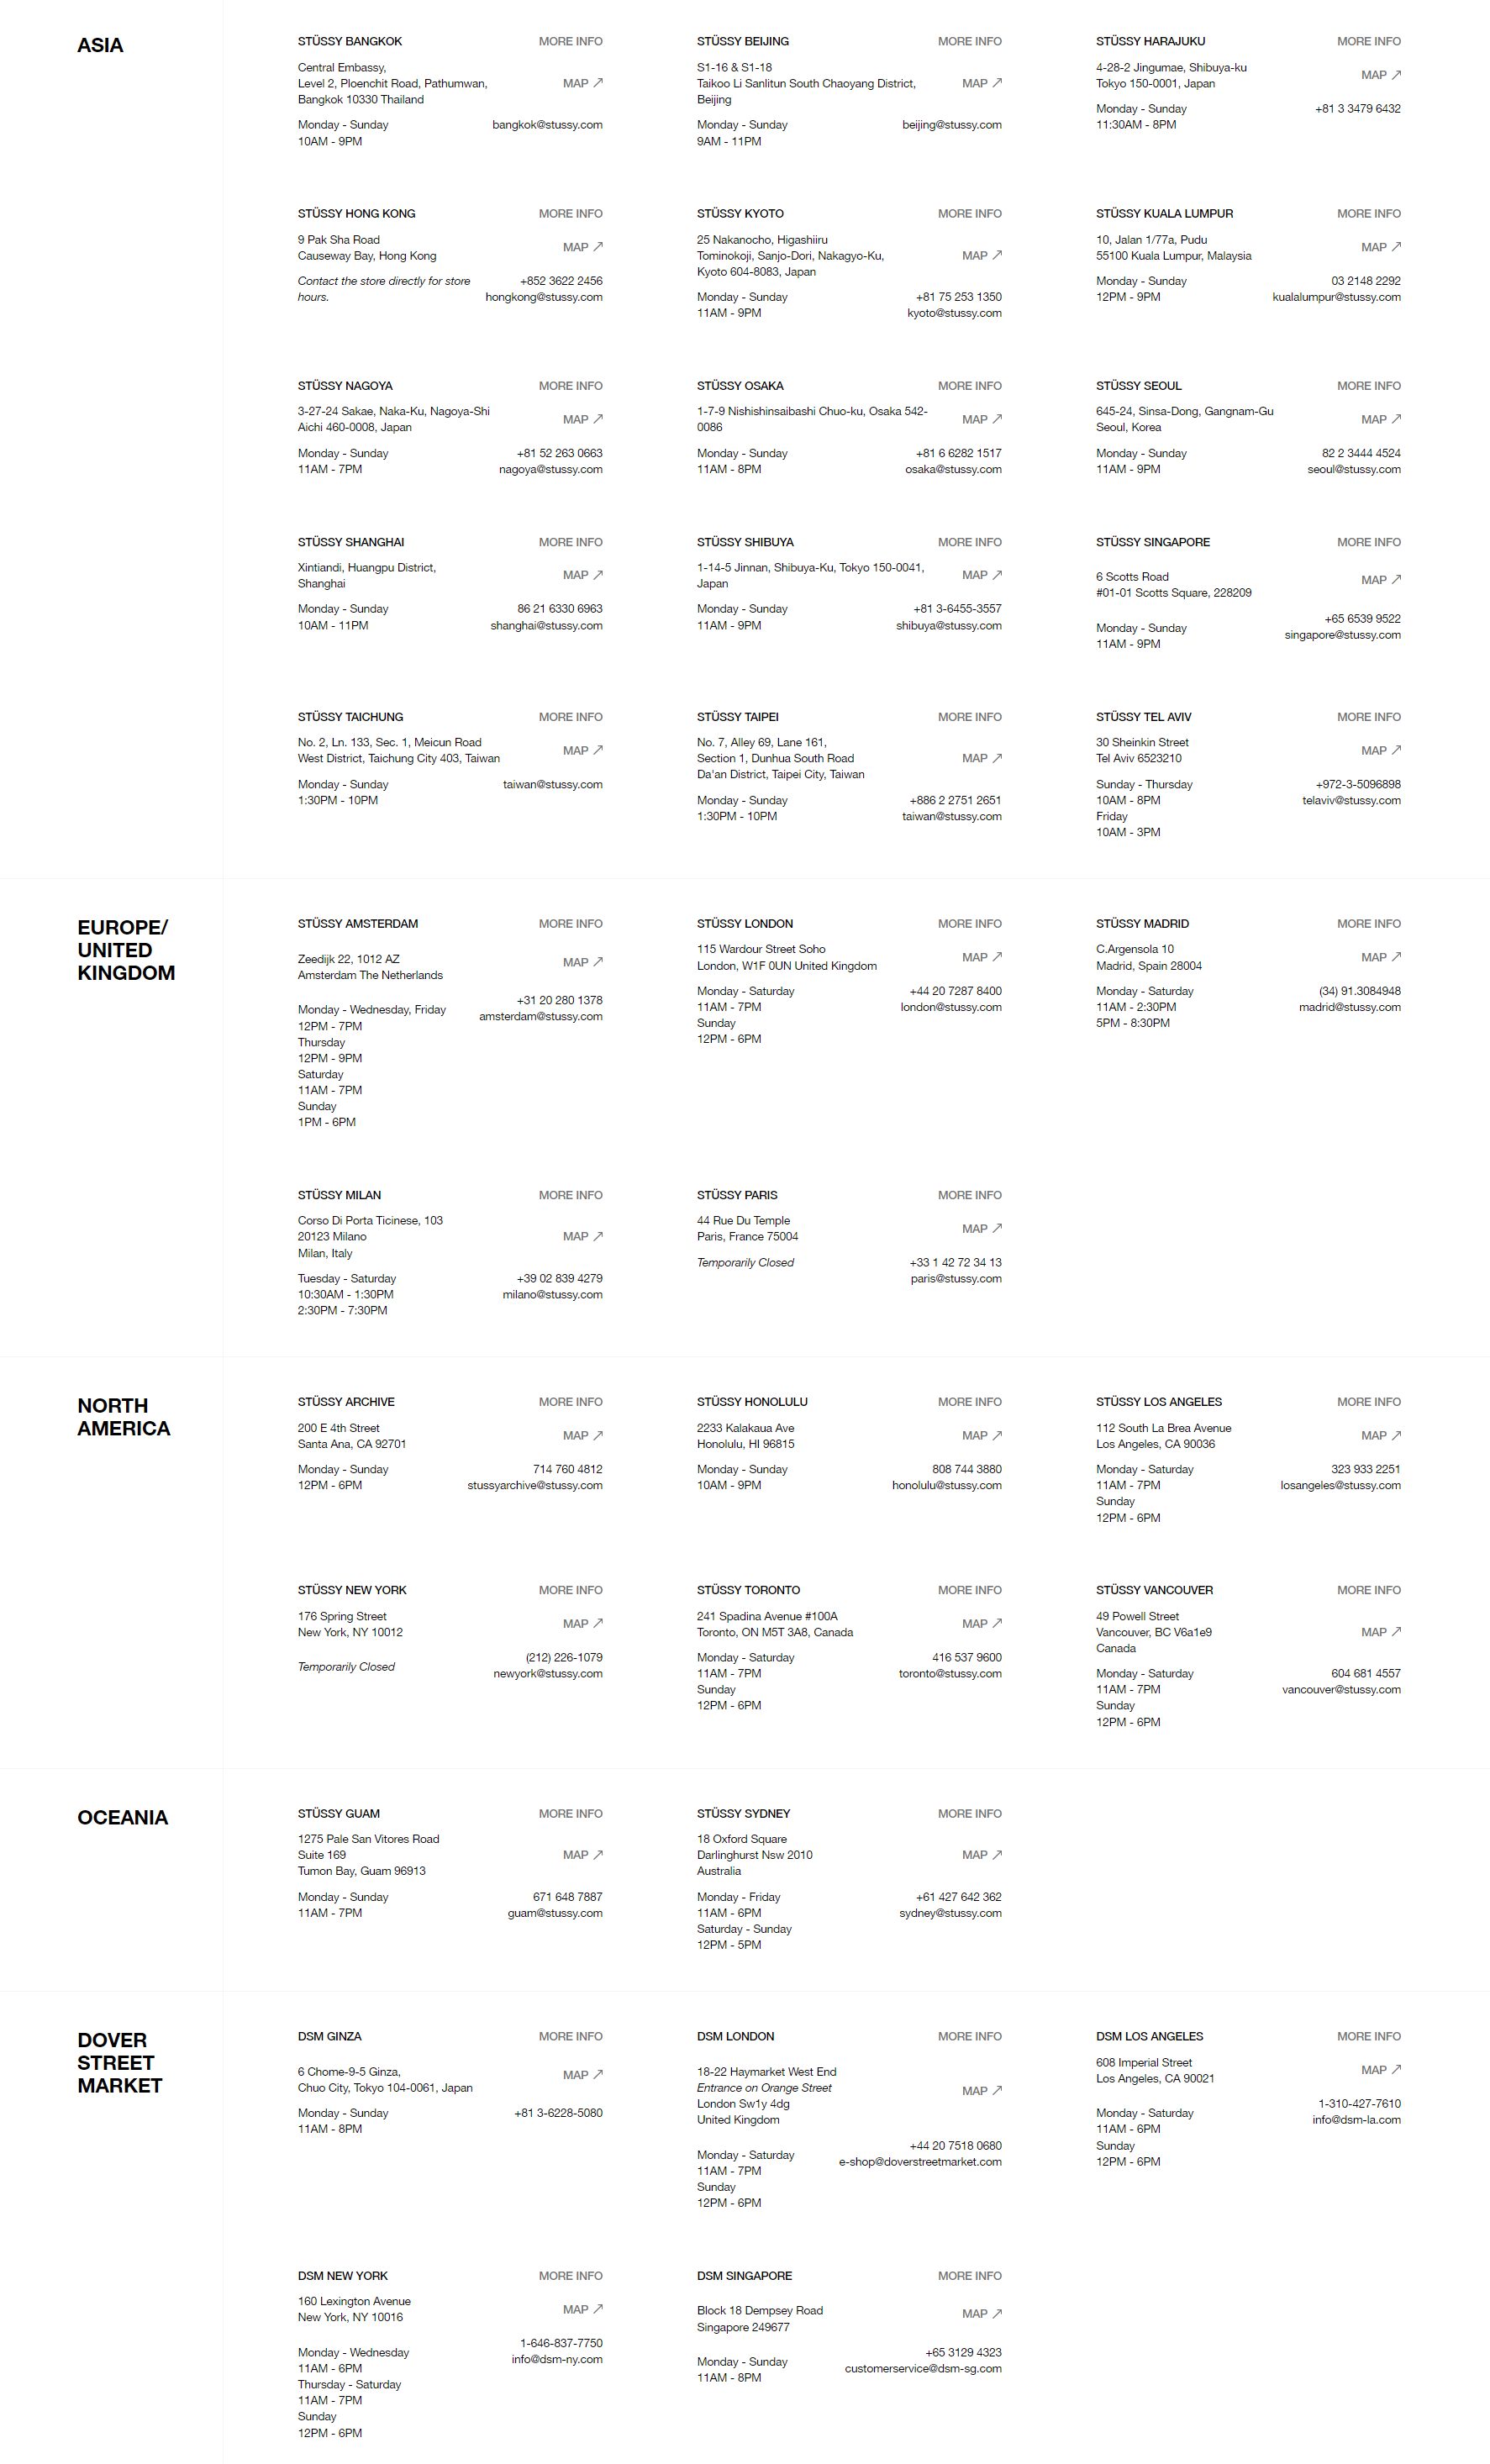 ASIA
STÜSSY BANGKOK
MORE INFO
Central Embassy,
Level 2, Ploenchit Road, Pathumwan,
Bangkok 10330 Thailand
MAP ↗
Monday - Sunday
10AM - 9PM
bangkok@stussy.com
STÜSSY BEIJING
MORE INFO
S1-16 & S1-18
Taikoo Li Sanlitun South Chaoyang District,
Beijing
MAP ↗
Monday - Sunday
9AM - 11PM
beijing@stussy.com
STÜSSY HARAJUKU
MORE INFO
4-28-2 Jingumae, Shibuya-ku
Tokyo 150-0001, Japan
MAP ↗
Monday - Sunday
11:30AM - 8PM
+81 3 3479 6432
STÜSSY HONG KONG
MORE INFO
9 Pak Sha Road
Causeway Bay, Hong Kong
MAP ↗
Contact the store directly for store
hours.
+852 3622 2456
hongkong@stussy.com
STÜSSY KYOTO
MORE INFO
25 Nakanocho, Higashiiru
Tominokoji, Sanjo-Dori, Nakagyo-Ku,
Kyoto 604-8083, Japan
MAP ↗
Monday - Sunday
11AM - 9PM
+81 75 253 1350
kyoto@stussy.com
STÜSSY KUALA LUMPUR
MORE INFO
10, Jalan 1/77a, Pudu
55100 Kuala Lumpur, Malaysia
MAP ↗
Monday - Sunday
12PM - 9PM
03 2148 2292
kualalumpur@stussy.com
STÜSSY NAGOYA
MORE INFO
3-27-24 Sakae, Naka-Ku, Nagoya-Shi
Aichi 460-0008, Japan
MAP ↗
Monday - Sunday
11AM - 7PM
+81 52 263 0663
nagoya@stussy.com
STÜSSY OSAKA
MORE INFO
1-7-9 Nishishinsaibashi Chuo-ku, Osaka 542-
0086
MAP ↗
Monday - Sunday
11AM - 8PM
+81 6 6282 1517
osaka@stussy.com
STÜSSY SEOUL
MORE INFO
645-24, Sinsa-Dong, Gangnam-Gu
Seoul, Korea
MAP ↗
Monday - Sunday
11AM - 9PM
82 2 3444 4524
seoul@stussy.com
STÜSSY SHANGHAI
MORE INFO
Xintiandi, Huangpu District,
Shanghai
MAP ↗
Monday - Sunday
10AM - 11PM
86 21 6330 6963
shanghai@stussy.com
STÜSSY SHIBUYA
MORE INFO
1-14-5 Jinnan, Shibuya-Ku, Tokyo 150-0041,
Japan
MAP ↗
Monday - Sunday
11AM - 9PM
+81 3-6455-3557
shibuya@stussy.com
STÜSSY SINGAPORE
MORE INFO
6 Scotts Road
#01-01 Scotts Square, 228209
MAP ↗
Monday - Sunday
11AM - 9PM
+65 6539 9522
singapore@stussy.com
STÜSSY TAICHUNG
MORE INFO
No. 2, Ln. 133, Sec. 1, Meicun Road
West District, Taichung City 403, Taiwan
MAP ↗
Monday - Sunday
1:30PM - 10PM
taiwan@stussy.com
STÜSSY TAIPEI
MORE INFO
No. 7, Alley 69, Lane 161,
Section 1, Dunhua South Road
Da'an District, Taipei City, Taiwan
MAP ↗
Monday - Sunday
1:30PM - 10PM
+886 2 2751 2651
taiwan@stussy.com
STÜSSY TEL AVIV
MORE INFO
30 Sheinkin Street
Tel Aviv 6523210
MAP ↗
Sunday - Thursday
10AM - 8PM
Friday
10AM - 3PM
+972-3-5096898
telaviv@stussy.com
EUROPE/
UNITED
KINGDOM
STÜSSY AMSTERDAM
MORE INFO
Zeedijk 22, 1012 AZ
Amsterdam The Netherlands
MAP ↗
Monday - Wednesday, Friday
12PM - 7PM
Thursday
12PM - 9PM
Saturday
11AM - 7PM
Sunday
1PM - 6PM
+31 20 280 1378
amsterdam@stussy.com
STÜSSY LONDON
MORE INFO
115 Wardour Street Soho
London, W1F 0UN United Kingdom
MAP ↗
Monday - Saturday
11AM - 7PM
Sunday
12PM - 6PM
+44 20 7287 8400
london@stussy.com
STÜSSY MADRID
MORE INFO
C.Argensola 10
Madrid, Spain 28004
MAP ↗
Monday - Saturday
11AM - 2:30PM
5PM - 8:30PM
(34) 91.3084948
madrid@stussy.com
STÜSSY MILAN
MORE INFO
Corso Di Porta Ticinese, 103
20123 Milano
Milan, Italy
MAP ↗
Tuesday - Saturday
10:30AM - 1:30PM
2:30PM - 7:30PM
+39 02 839 4279
milano@stussy.com
STÜSSY PARIS
MORE INFO
44 Rue Du Temple
Paris, France 75004
MAP ↗
Temporarily Closed
+33 1 42 72 34 13
paris@stussy.com
NORTH
AMERICA
STÜSSY ARCHIVE
MORE INFO
200 E 4th Street
Santa Ana, CA 92701
MAP ↗
Monday - Sunday
12PM - 6PM
714 760 4812
stussyarchive@stussy.com
STÜSSY HONOLULU
MORE INFO
2233 Kalakaua Ave
Honolulu, HI 96815
MAP ↗
Monday - Sunday
10AM - 9PM
808 744 3880
honolulu@stussy.com
STÜSSY LOS ANGELES
MORE INFO
112 South La Brea Avenue
Los Angeles, CA 90036
MAP ↗
Monday - Saturday
11AM - 7PM
Sunday
12PM - 6PM
323 933 2251
losangeles@stussy.com
STÜSSY NEW YORK
MORE INFO
176 Spring Street
New York, NY 10012
MAP ↗
Temporarily Closed
(212) 226-1079
newyork@stussy.com
STÜSSY TORONTO
MORE INFO
241 Spadina Avenue #100A
Toronto, ON M5T 3A8, Canada
MAP ↗
Monday - Saturday
11AM - 7PM
Sunday
12PM - 6PM
416 537 9600
toronto@stussy.com
STÜSSY VANCOUVER
MORE INFO
49 Powell Street
Vancouver, BC V6a1e9
Canada
MAP ↗
Monday - Saturday
11AM - 7PM
Sunday
12PM - 6PM
604 681 4557
vancouver@stussy.com
OCEANIA
STÜSSY GUAM
MORE INFO
1275 Pale San Vitores Road
Suite 169
Tumon Bay, Guam 96913
MAP ↗
Monday - Sunday
11AM - 7PM
671 648 7887
guam@stussy.com
STÜSSY SYDNEY
MORE INFO
18 Oxford Square
Darlinghurst Nsw 2010
Australia
MAP ↗
Monday - Friday
11AM - 6PM
Saturday - Sunday
12PM - 5PM
+61 427 642 362
sydney@stussy.com
DOVER
STREET
MARKET
DSM GINZA
MORE INFO
6 Chome-9-5 Ginza,
Chuo City, Tokyo 104-0061, Japan
MAP ↗
Monday - Sunday
11AM - 8PM
+81 3-6228-5080
DSM LONDON
MORE INFO
18-22 Haymarket West End
Entrance on Orange Street
London Sw1y 4dg
United Kingdom
MAP ↗
Monday - Saturday
11AM - 7PM
Sunday
12PM - 6PM
+44 20 7518 0680
e-shop@doverstreetmarket.com
DSM LOS ANGELES
MORE INFO
608 Imperial Street
Los Angeles, CA 90021
MAP ↗
Monday - Saturday
11AM - 6PM
Sunday
12PM - 6PM
1-310-427-7610
info@dsm-la.com
DSM NEW YORK
MORE INFO
160 Lexington Avenue
New York, NY 10016
MAP ↗
Monday - Wednesday
11AM - 6PM
Thursday - Saturday
11AM - 7PM
Sunday
12PM - 6PM
1-646-837-7750
info@dsm-ny.com
DSM SINGAPORE
MORE INFO
Block 18 Dempsey Road
Singapore 249677
MAP ↗
Monday - Sunday
11AM - 8PM
+65 3129 4323
customerservice@dsm-sg.com